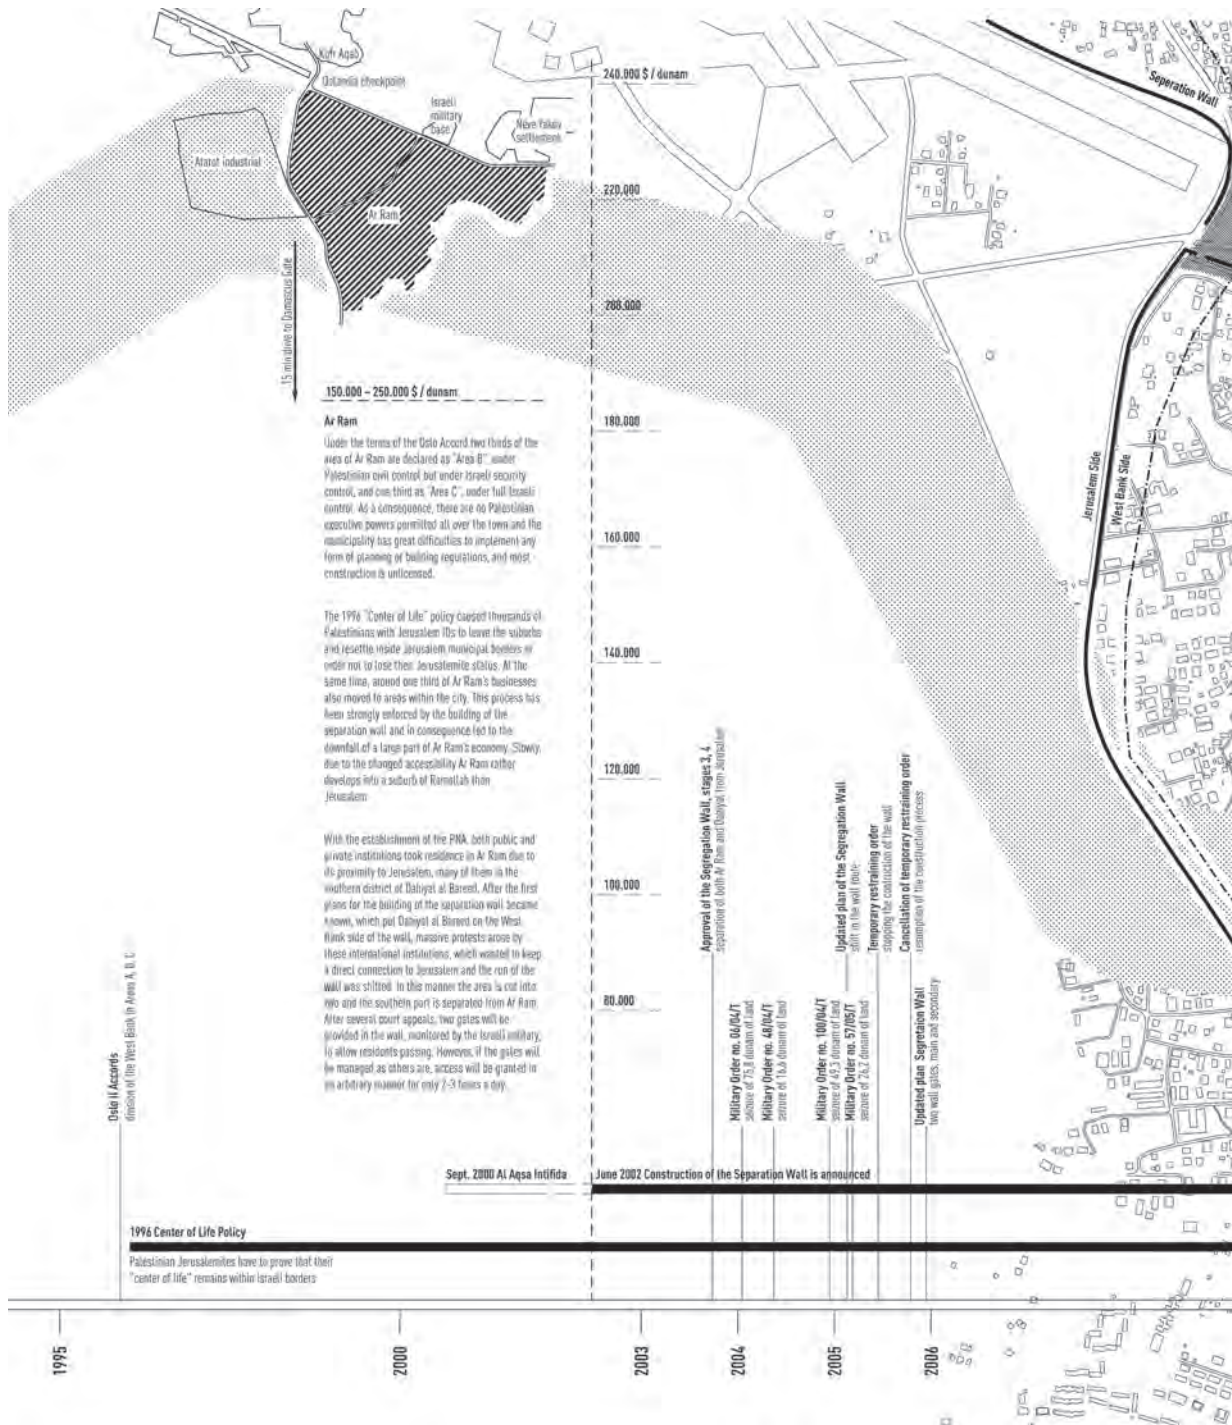 Kufr Aqab
Qalandia checkpoint
Israeli
military
base
Neve Yakov
settlement
Atarot industrial
Ar Ram
15 min drive to Damascus Gate
240.000 $ / dunam
220.000
200.000
180.000
160.000
140.000
120.000
100.000
80.000
Seperation Wall
Jerusalem Side
West Bank Side
150.000 – 250.000 $ / dunam
Ar Ram
Under the terms of the Oslo Accord two thirds of the
area of Ar Ram are declared as "Area B" under
Palestinian civil control but under Israeli security
control, and one third as "Area C", under full Israeli
control. As a consequence, there are no Palestinian
executive powers permitted all over the town and the
municipality has great difficulties to implement any
form of planning or building regulations, and most
construction is unlicensed.
The 1996 "Center of Life" policy caused thousands of
Palestinians with Jerusalem IDs to leave the suburbs
and resettle inside Jerusalem municipal borders in
order not to lose their Jerusalemite status. At the
same time, around one third of Ar Ram's businesses
also moved to areas within the city. This process has
been strongly enforced by the building of the
separation wall and in consequence led to the
downfall of a large part of Ar Ram's economy. Slowly,
due to the changed accessibility Ar Ram rather
develops into a suburb of Ramallah than
Jerusalem
With the establishment of the PNA, both public and
private institutions took residence in Ar Ram due to
its proximity to Jerusalem, many of them in the
southern district of Dahiyat al Bareed. After the first
plans for the building of the separation wall became
known, which put Dahiyat al Bareed on the West
Bank side of the wall, massive protests arose by
these international institutions, which wanted to keep
a direct connection to Jerusalem and the run of the
wall was shifted. In this manner the area is cut into
two and the southern part is separated from Ar Ram.
After several court appeals, two gates will be
provided in the wall, monitored by the Israeli military,
to allow residents passing. However, if the gates will
be managed as others are, access will be granted in
an arbitrary manner for only 2-3 hours a day.
Oslo II Accords
division of the West Bank in Areas A, B, C
Approval of the Segregation Wall, stages 3, 4
separation of both Ar Ram and Dahiyat from Jerusalem
Military Order no. 06/04/T
seizure of 75,8 dunam of land
Military Order no. 48/04/T
seizure of 16,6 dunam of land
Military Order no. 100/04/T
seizure of 45,3 dunam of land
Updated plan of the Segregation Wall
shift in the wall route
Military Order no. 57/05/T
seizure of 26,2 dunam of land
Temporary restraining order
stopping the contruction of the wall
Cancellation of temporary restraining order
resumption of the construction process
Updated plan Segretaion Wall
two wall gates, main and secondary
Sept. 2000 Al Aqsa Intifida
June 2002 Construction of the Separation Wall is announced
1996 Center of Life Policy
Palestinian Jerusalemites have to prove that their
"center of life" remains within Israeli borders
1995
2000
2003
2004
2005
2006